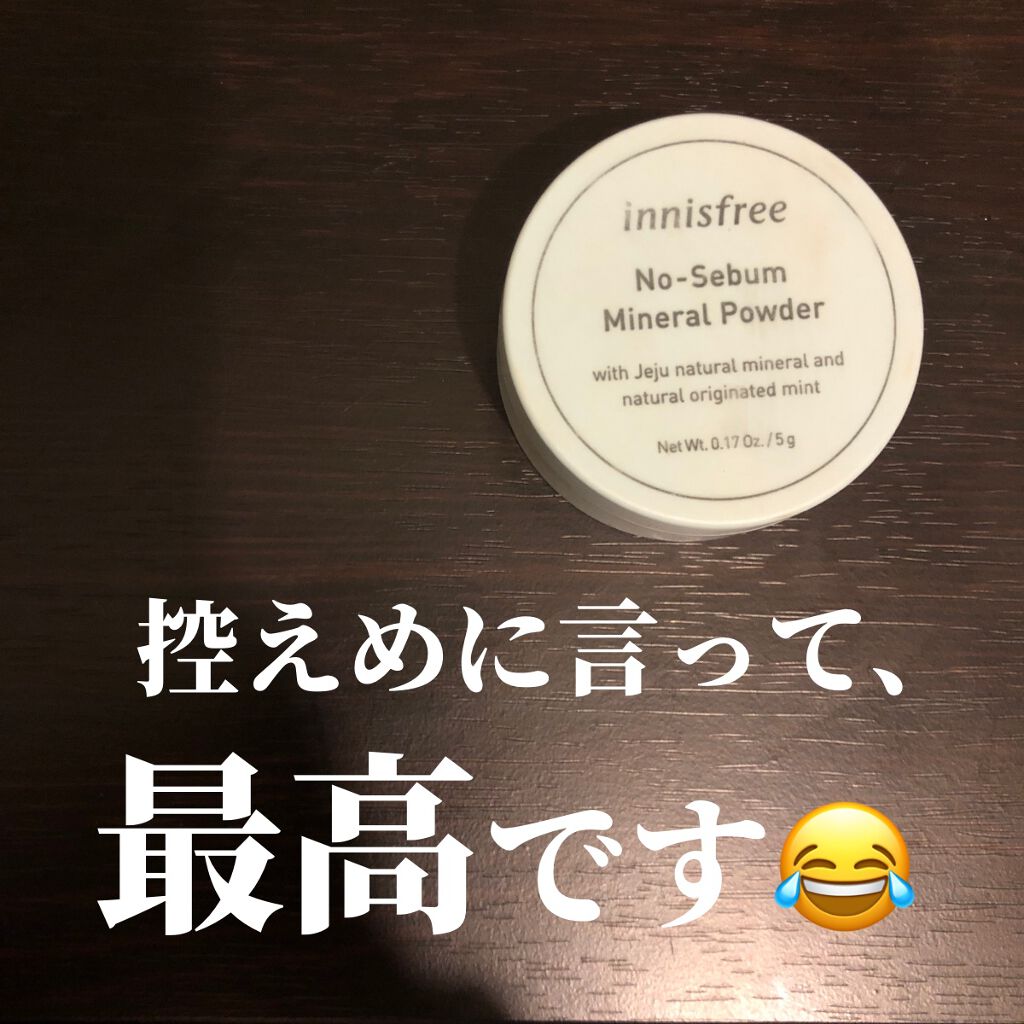 innisfree
No-Sebum
Mineral Powder
with Jeju natural mineral and
natural originated mint
Net Wt. 0.17 Oz. / 5 g
控えめに言って、
最高です😂